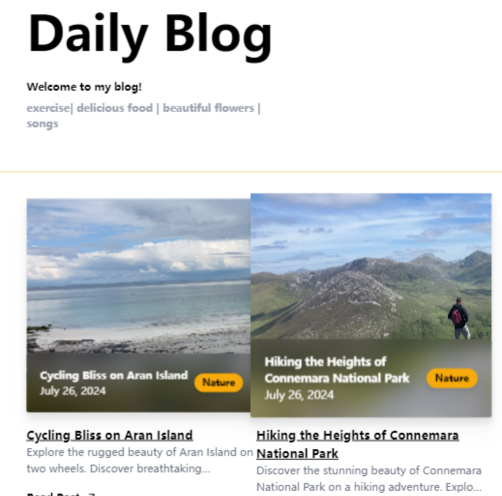 Daily Blog
Welcome to my blog!
exercise| delicious food | beautiful flowers |
songs
Cycling Bliss on Aran Island
July 26, 2024
Nature
Hiking the Heights of
Connemara National Park
July 26, 2024
Nature
Cycling Bliss on Aran Island
Explore the rugged beauty of Aran Island on
two wheels. Discover breathtaking...
Read Post
Hiking the Heights of Connemara
National Park
Discover the stunning beauty of Connemara
National Park on a hiking adventure. Explo...